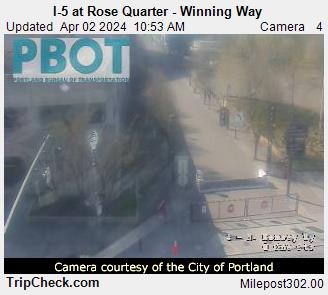 I-5 at Rose Quarter - Winning Way
Updated Apr 02 2024 10:53 AM Camera 4
PBOT
PORTLAND BUREAU OF TRANSPORTATION
Camera courtesy of the City of Portland
TripCheck.com Milepost302.00